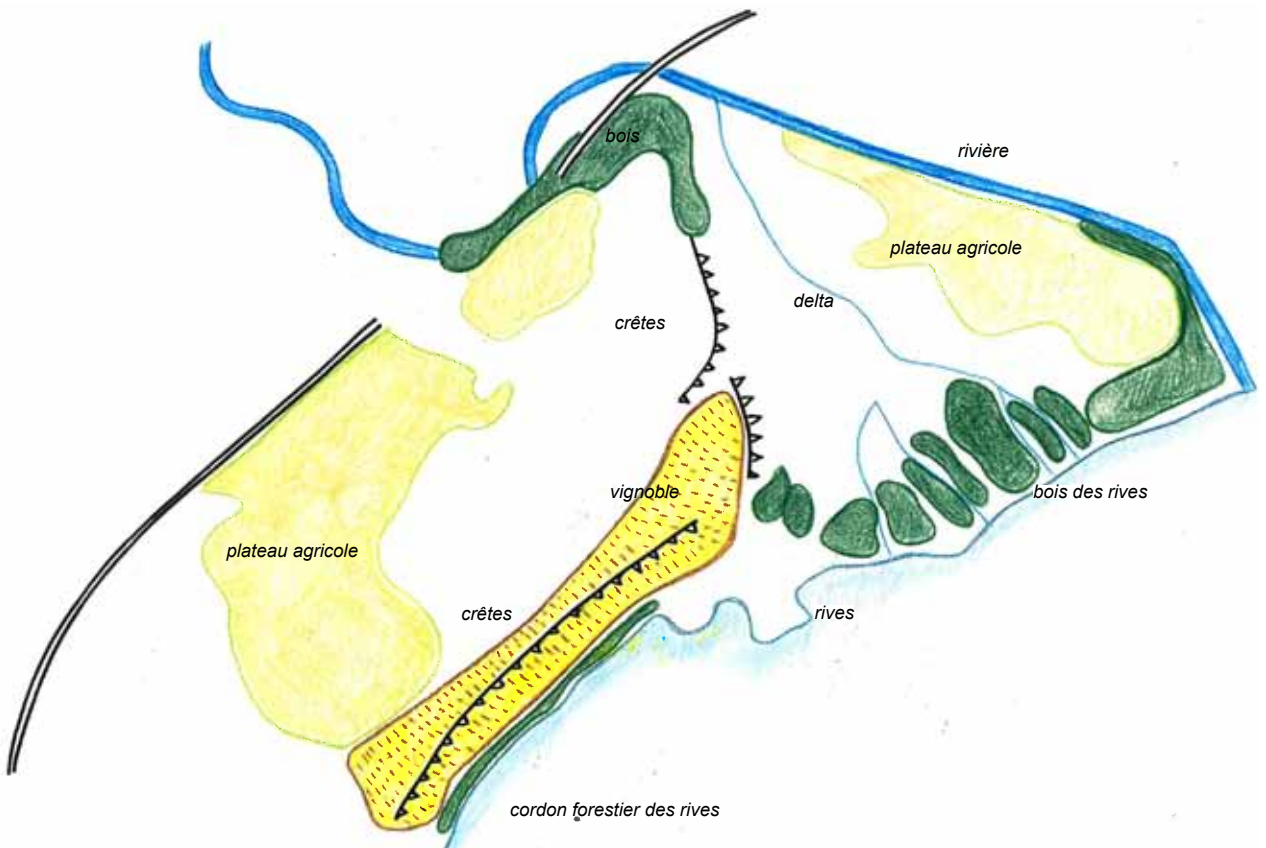 bois
rivière
plateau agricole
delta
crêtes
vignoble
bois des rives
plateau agricole
crêtes
rives
cordon forestier des rives